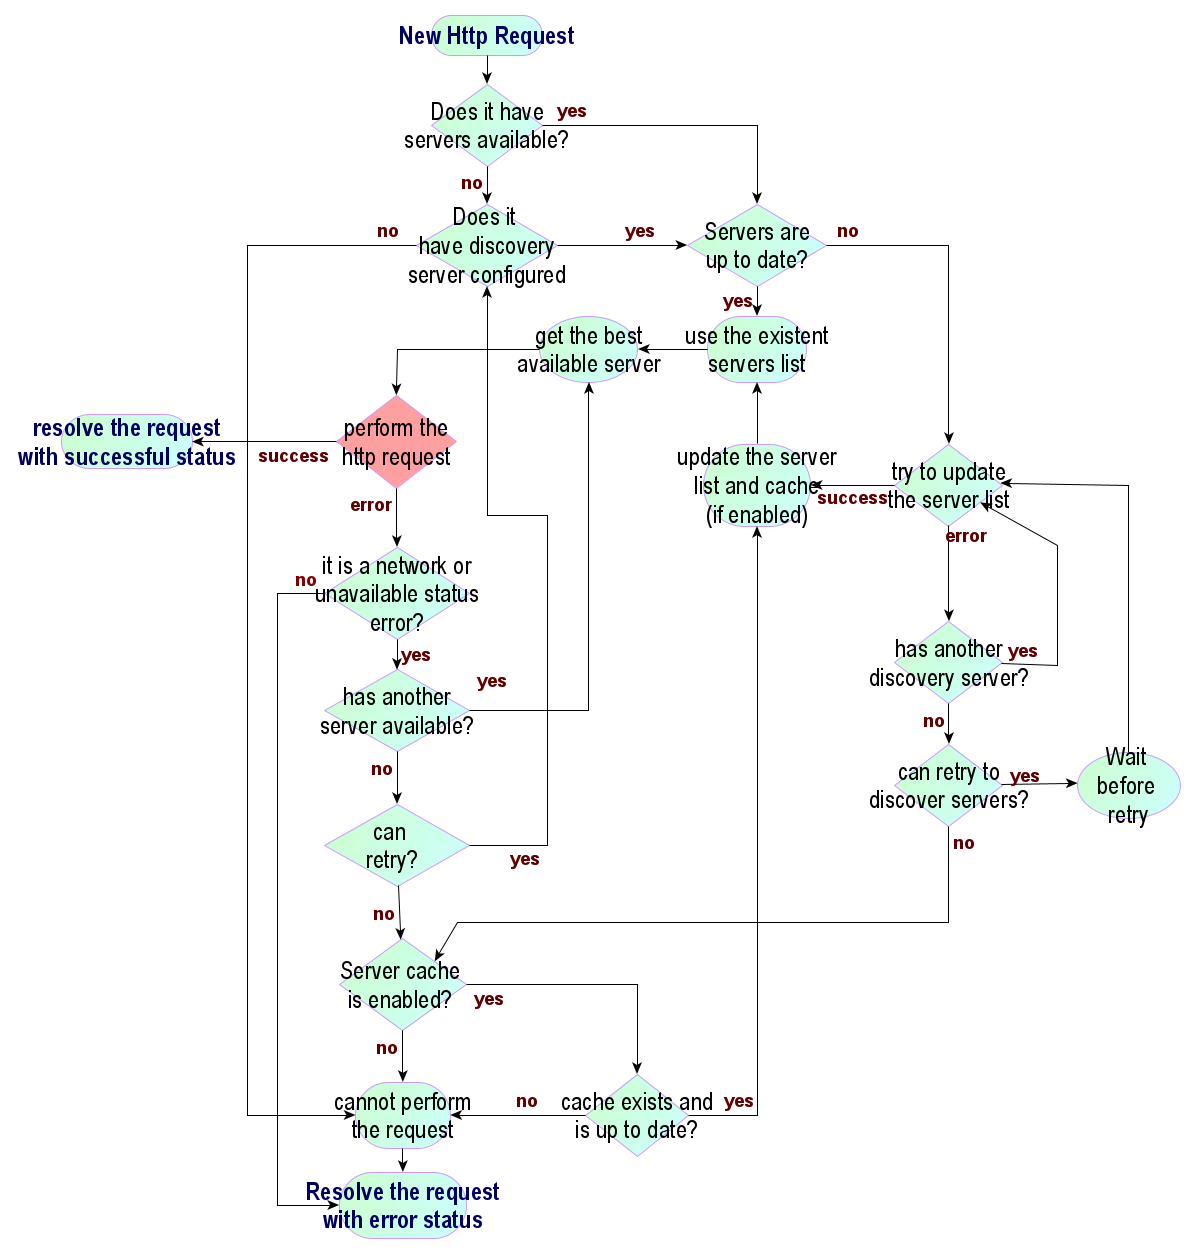 New Http Request
Does it have
servers available?
yes
no
Does it
have discovery
server configured
no
yes
Servers are
up to date?
no
yes
get the best
available server
use the existent
servers list
resolve the request
with successful status
success
perform the
http request
error
update the server
list and cache
(if enabled)
success
try to update
the server list
error
it is a network or
unavailable status
error?
no
yes
has another
discovery server?
yes
no
has another
server available?
yes
no
can retry to
discover servers?
yes
no
Wait
before
retry
can
retry?
yes
no
Server cache
is enabled?
yes
no
cannot perform
the request
no
cache exists and
is up to date?
yes
Resolve the request
with error status